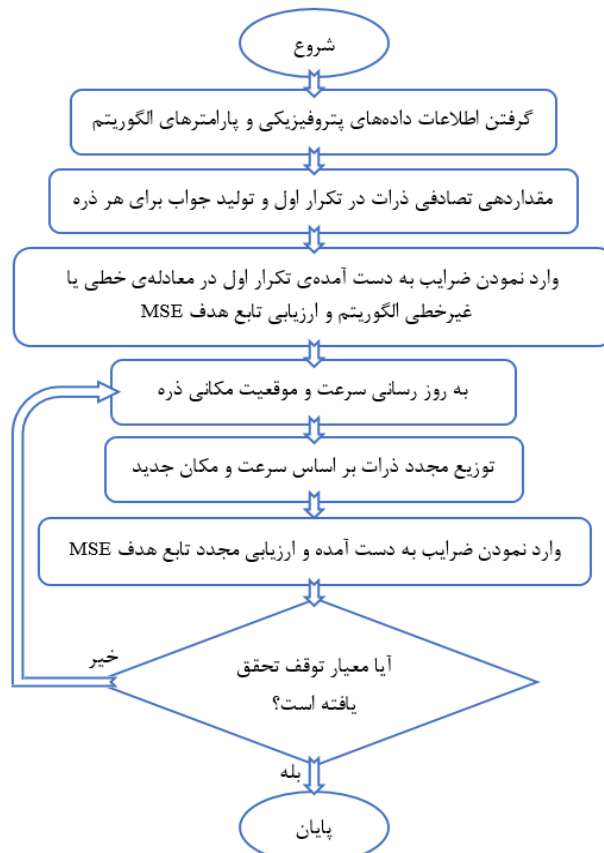 شروع
گرفتن اطلاعات داده‌های پتروفیزیکی و پارامترهای الگوریتم
مقداردهی تصادفی ذرات در تکرار اول و تولید جواب برای هر ذره
وارد نمودن ضرایب به دست آمده‌ی تکرار اول در معادله‌ی خطی یا
غیرخطی الگوریتم و ارزیابی تابع هدف MSE
به روز رسانی سرعت و موقعیت مکانی ذره
توزیع مجدد ذرات بر اساس سرعت و مکان جدید
وارد نمودن ضرایب به دست آمده و ارزیابی مجدد تابع هدف MSE
آیا معیار توقف تحقق
یافته است؟
خیر
بله
پایان